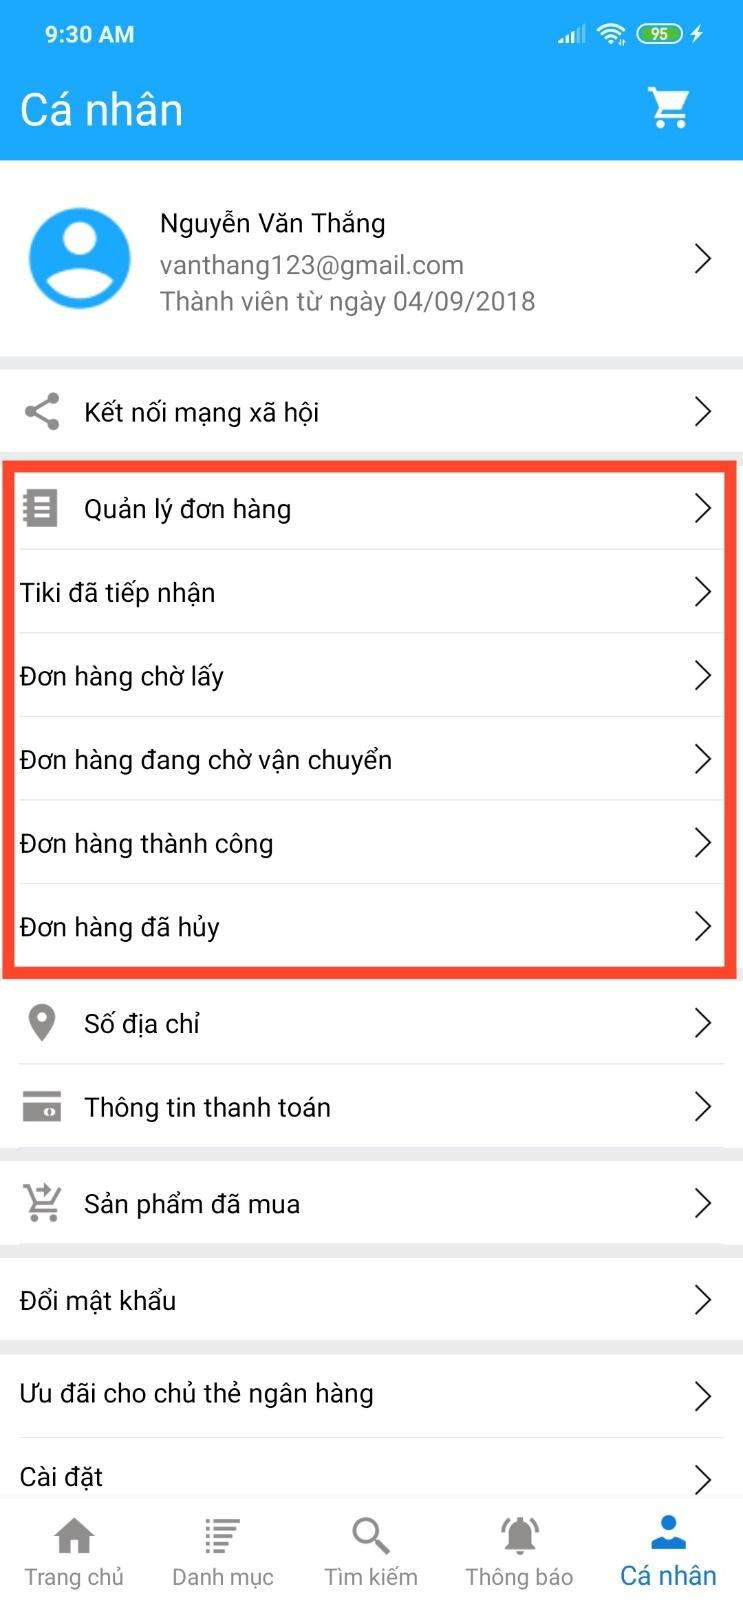 9:30 AM
95
Cá nhân
Nguyễn Văn Thắng
vanthang123@gmail.com
Thành viên từ ngày 04/09/2018
Kết nối mạng xã hội
Quản lý đơn hàng
Tiki đã tiếp nhận
Đơn hàng chờ lấy
Đơn hàng đang chờ vận chuyển
Đơn hàng thành công
Đơn hàng đã hủy
Số địa chỉ
Thông tin thanh toán
Sản phẩm đã mua
Đổi mật khẩu
Ưu đãi cho chủ thẻ ngân hàng
Cài đặt
Trang chủ
Danh mục
Tìm kiếm
Thông báo
Cá nhân